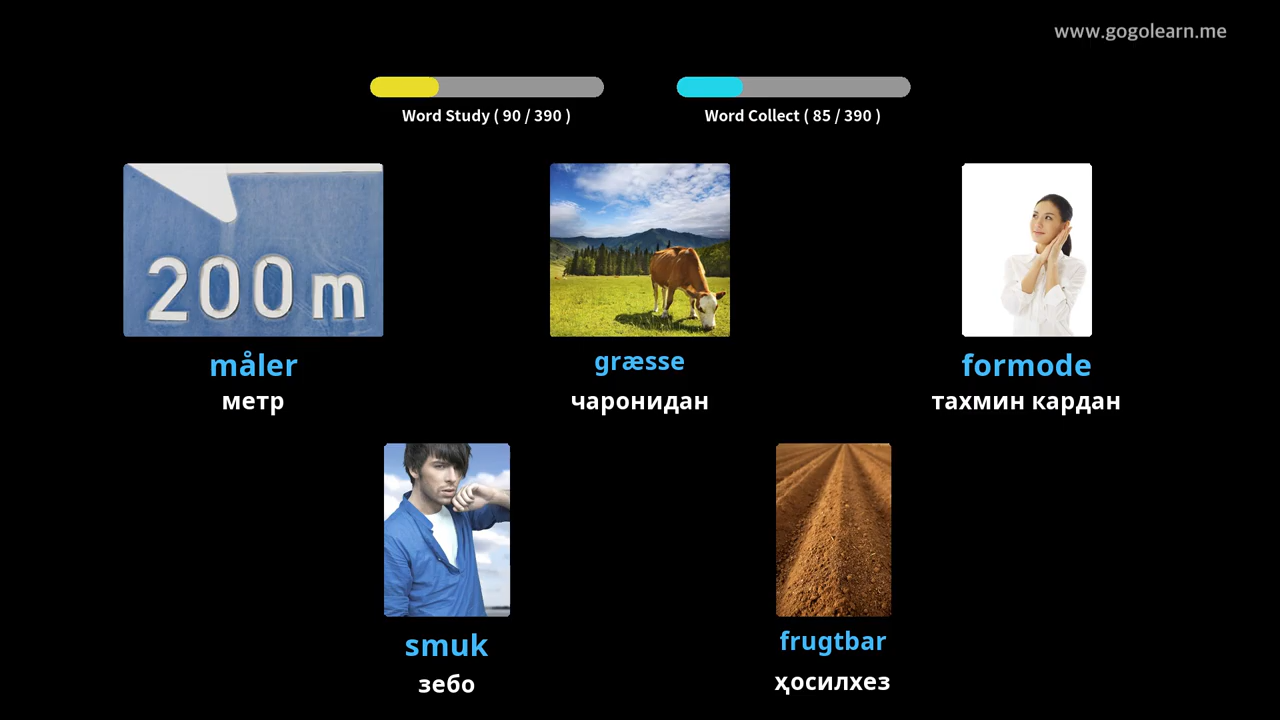 www.gogolearn.me
Word Study ( 90 / 390 )
Word Collect ( 85 / 390 )
200 m
måler
метр
græsse
чаронидан
formode
тахмин кардан
smuk
зебо
frugtbar
ҳосилхез